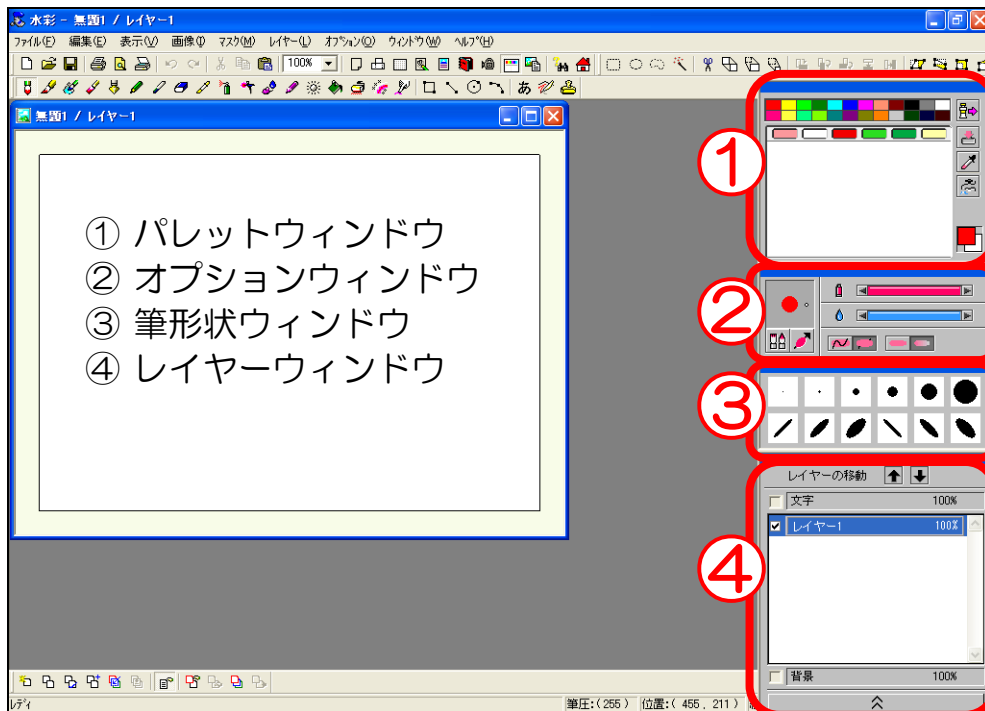 水彩 - 無題1 / レイヤー1
ファイル(F) 編集(E) 表示(V) 画像(I) マスク(M) レイヤー(L) オプション(O) ウィンドウ(W) ヘルプ(H)
100%
あ
無題1 / レイヤー1
① パレットウィンドウ
② オプションウィンドウ
③ 筆形状ウィンドウ
④ レイヤーウィンドウ
①
②
③
④
レイヤーの移動
文字 100%
レイヤー1 100%
背景 100%
レディ
筆圧:(255) 位置:( 455, 211)